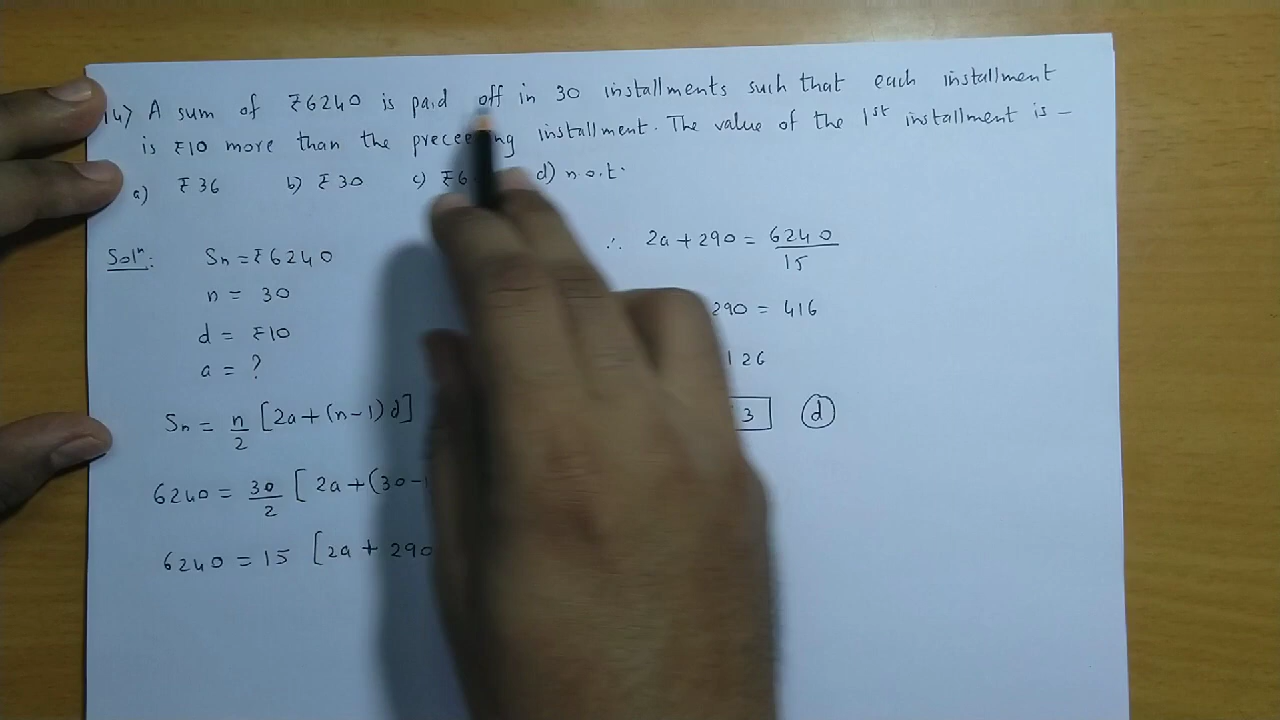 14) A sum of ₹6240 is paid off in 30 installments such that each installment
is ₹10 more than the preceeding installment. The value of the 1st installment is –
a) ₹36 b) ₹30 c) ₹6 d) n.o.t.
Solⁿ: Sn = ₹6240
n = 30
d = ₹10
a = ?
Sn = n/2 [2a+(n-1)d]
6240 = 30/2 [2a+(30-1
6240 = 15 [2a + 290
∴ 2a + 290 = 6240/15
290 = 416
126
3 (d)